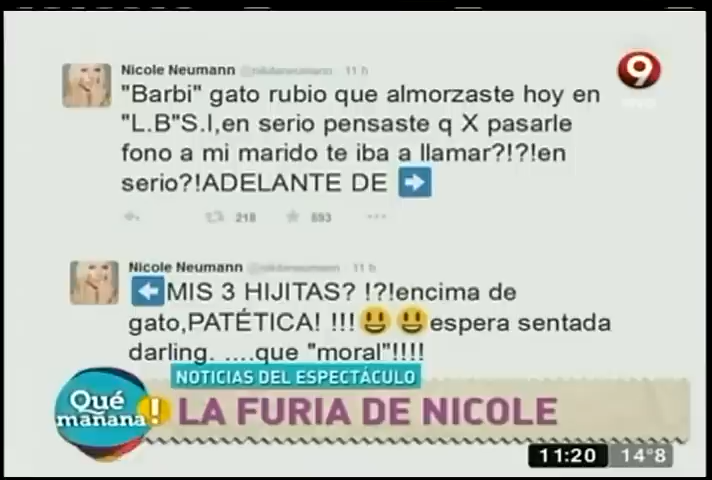 9
Nicole Neumann 11 h
"Barbi" gato rubio que almorzaste hoy en
"L.B"S.I,en serio pensaste q X pasarle
fono a mi marido te iba a llamar?!?!en
serio?!ADELANTE DE ➡
218 893
Nicole Neumann 11 h
⬅MIS 3 HIJITAS? !?!encima de
gato,PATÉTICA! !!!😃😃espera sentada
darling. ....que "moral"!!!!
NOTICIAS DEL ESPECTÁCULO
Qué
mañana!
LA FURIA DE NICOLE
11:20 14°8